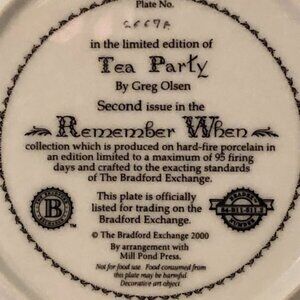 Plate No.
2667A
in the limited edition of
Tea Party
By Greg Olsen
Second issue in the
Remember When
collection which is produced on hard-fire porcelain in
an edition limited to a maximum of 95 firing
days and crafted to the exacting standards
of The Bradford Exchange.
This plate is officially
listed for trading on the
Bradford Exchange.
B
© The Bradford Exchange 2000
By arrangement with
Mill Pond Press.
Not for food use. Food consumed from
this plate may be harmful.
Decorative art object